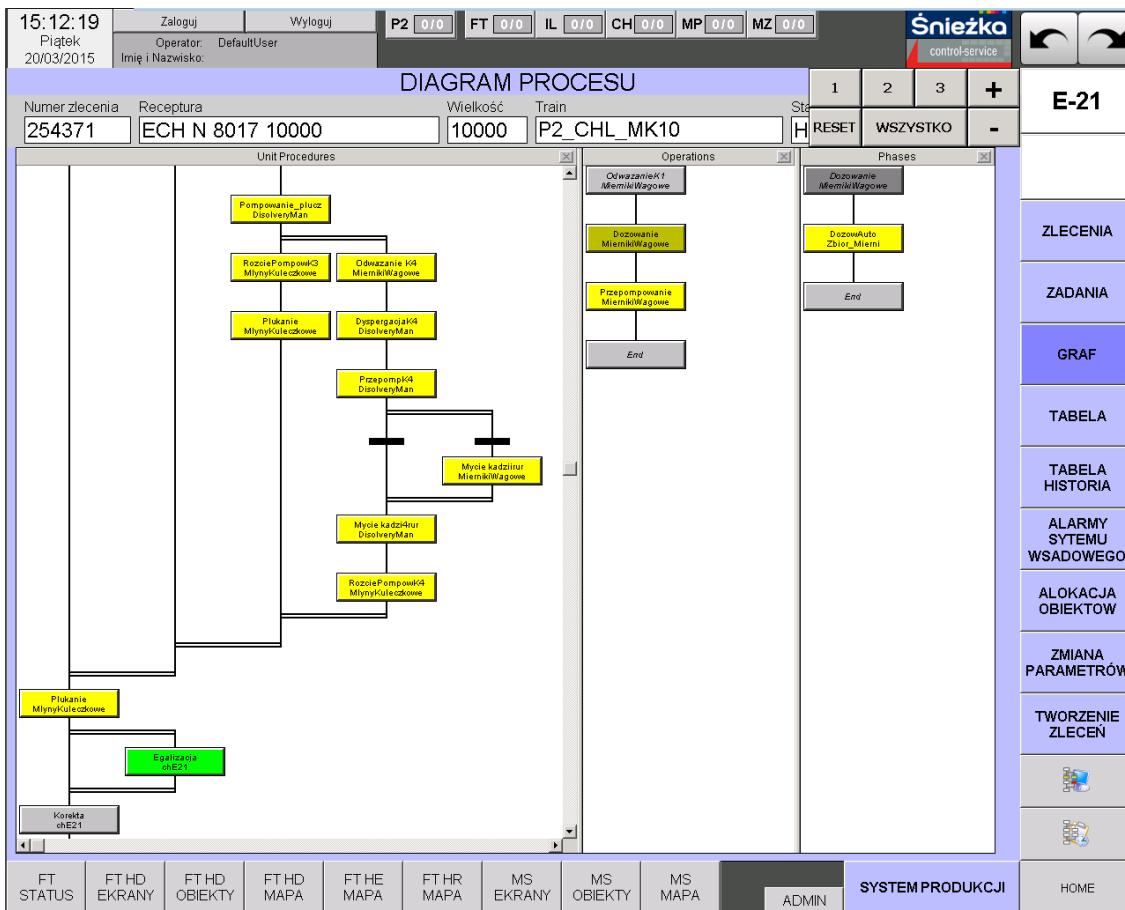 15:12:19
Piątek
20/03/2015
Zaloguj
Wyloguj
Operator: DefaultUser
Imię i Nazwisko:
P2 0/0 FT 0/0 IL 0/0 CH 0/0 MP 0/0 MZ 0/0
Śnieżka
control-service
DIAGRAM PROCESU
1 2 3 +
RESET WSZYSTKO -
E-21
Numer zlecenia Receptura Wielkość Train Sta
254371 ECH N 8017 10000 10000 P2_CHL_MK10 H
Unit Procedures
Pompowanie_plucz
DisolveryMan
RozciePompowK3
MlynyKuleczkowe
Odwazanie K4
MiernikiWagowe
Plukanie
MlynyKuleczkowe
DyspergacjaK4
DisolveryMan
PrzepompK4
DisolveryMan
Mycie kadziirur
MiernikiWagowe
Mycie kadzi4rur
DisolveryMan
RozciePompowK4
MlynyKuleczkowe
Plukanie
MlynyKuleczkowe
Egalizacja
chE21
Korekta
chE21
Operations
OdwazanieK1
MiernikiWagowe
Dozowanie
MiernikiWagowe
Przepompowanie
MiernikiWagowe
End
Phases
Dozowanie
MiernikiWagowe
DozowAuto
Zbior_Mierni
End
ZLECENIA
ZADANIA
GRAF
TABELA
TABELA
HISTORIA
ALARMY
SYTEMU
WSADOWEGO
ALOKACJA
OBIEKTOW
ZMIANA
PARAMETRÓW
TWORZENIE
ZLECEŃ
FT
STATUS
FT HD
EKRANY
FT HD
OBIEKTY
FT HD
MAPA
FT HE
MAPA
FT HR
MAPA
MS
EKRANY
MS
OBIEKTY
MS
MAPA
ADMIN
SYSTEM PRODUKCJI
HOME